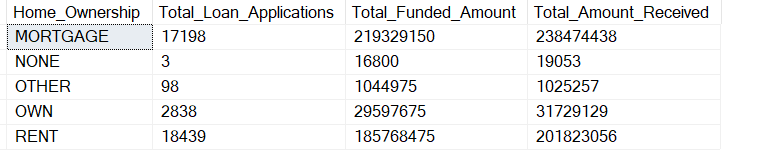 Home_Ownership Total_Loan_Applications Total_Funded_Amount Total_Amount_Received
MORTGAGE 17198 219329150 238474438
NONE 3 16800 19053
OTHER 98 1044975 1025257
OWN 2838 29597675 31729129
RENT 18439 185768475 201823056